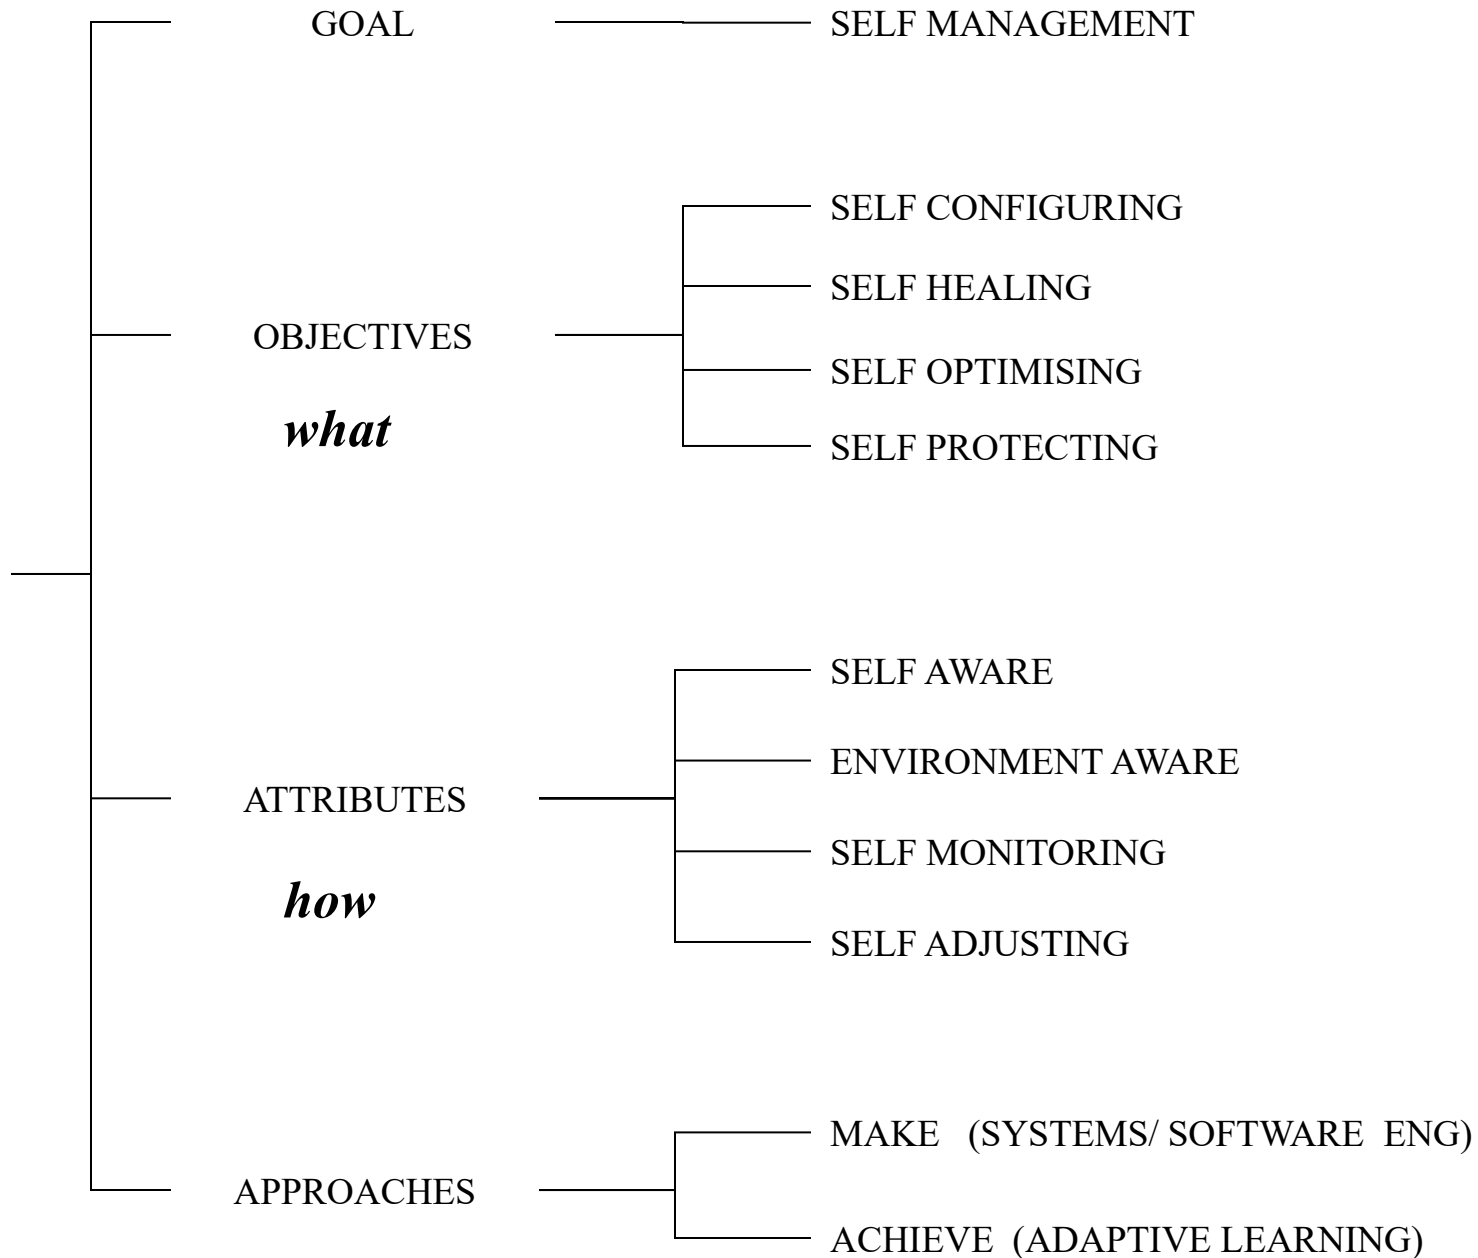 GOAL SELF MANAGEMENT
SELF CONFIGURING
SELF HEALING
OBJECTIVES
SELF OPTIMISING
what
SELF PROTECTING
SELF AWARE
ENVIRONMENT AWARE
ATTRIBUTES
SELF MONITORING
how
SELF ADJUSTING
MAKE (SYSTEMS/ SOFTWARE ENG)
APPROACHES
ACHIEVE (ADAPTIVE LEARNING)